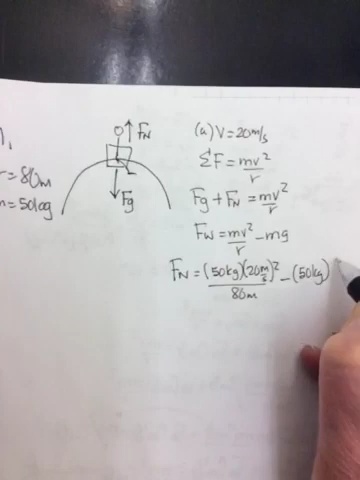 1.
r = 80m
m = 50kg
FN
Fg
(a) V = 20m/s
ΣF = mv²/r
Fg + FN = mv²/r
FN = mv²/r - mg
FN = (50kg)(20m/s)²/80m - (50kg)